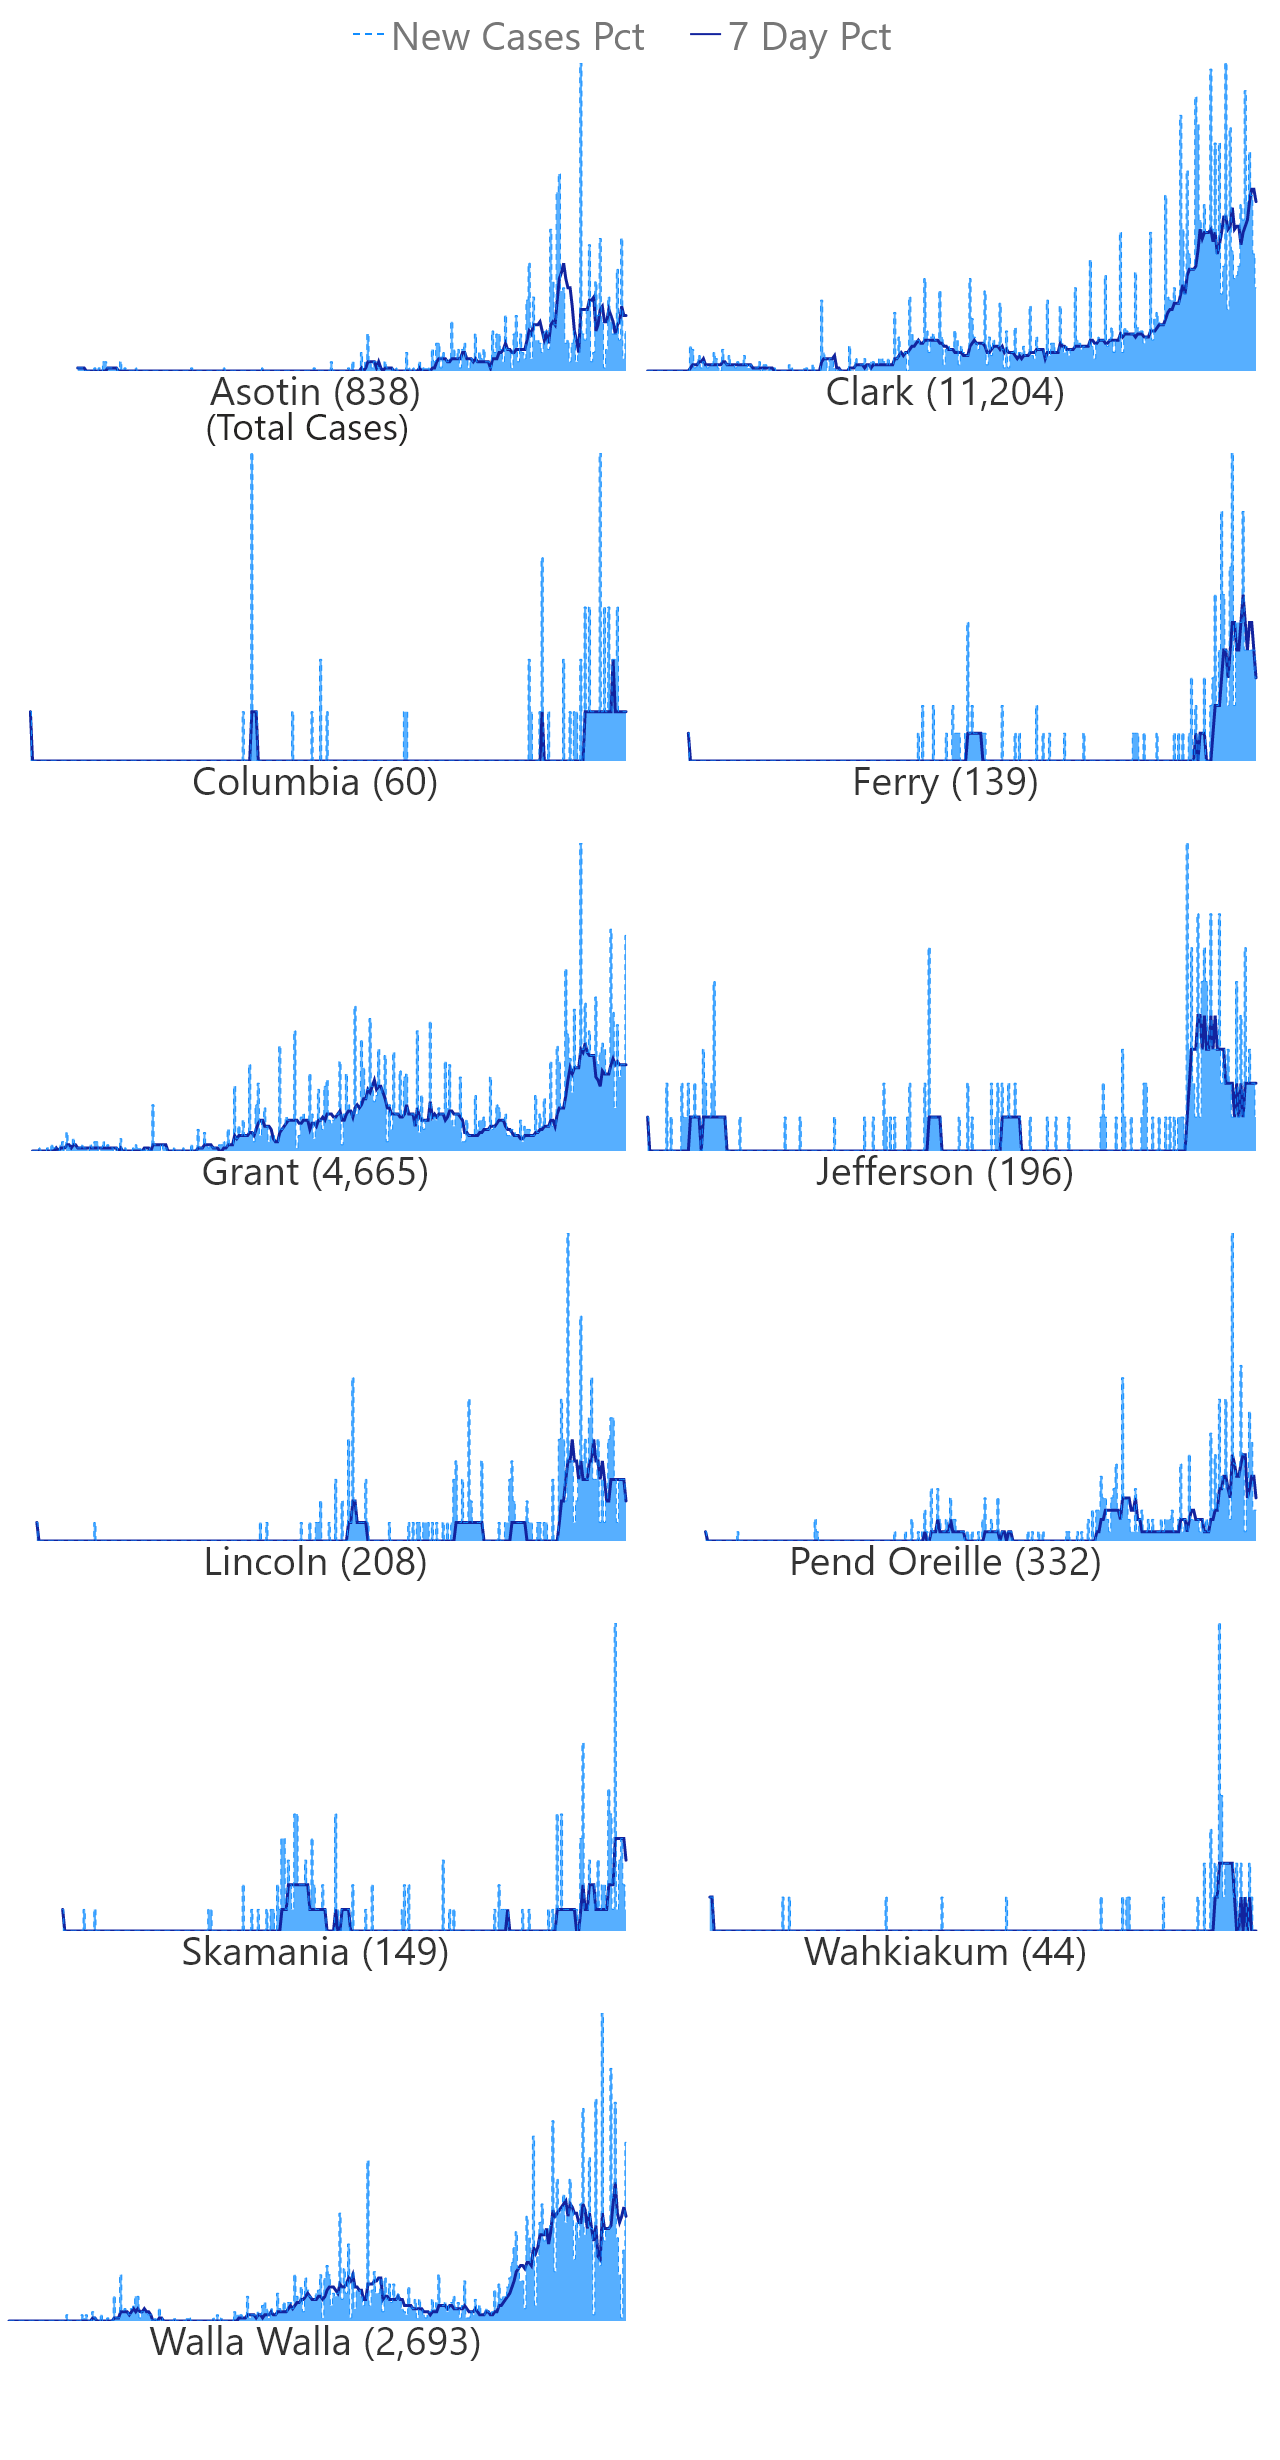 New Cases Pct 7 Day Pct
Asotin (838) Clark (11,204)
(Total Cases)
Columbia (60) Ferry (139)
Grant (4,665) Jefferson (196)
Lincoln (208) Pend Oreille (332)
Skamania (149) Wahkiakum (44)
Walla Walla (2,693)